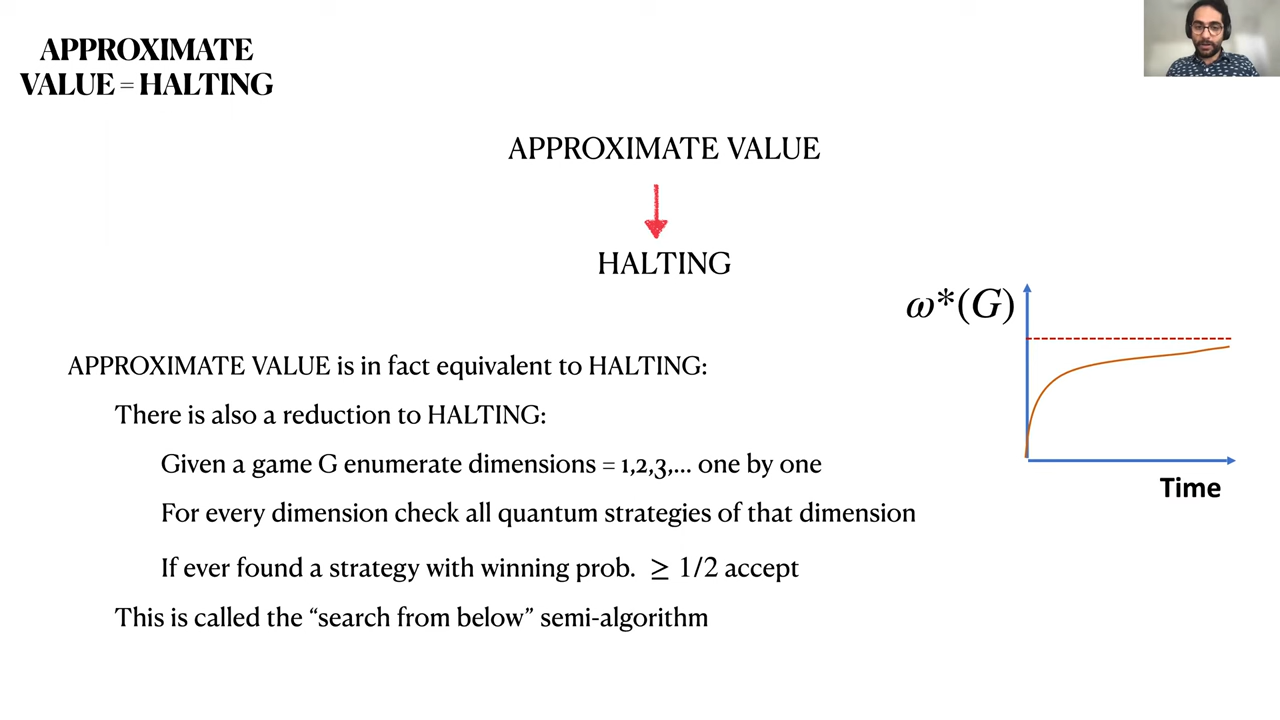 APPROXIMATE
VALUE = HALTING
APPROXIMATE VALUE
HALTING
ω*(G)
APPROXIMATE VALUE is in fact equivalent to HALTING:
There is also a reduction to HALTING:
Given a game G enumerate dimensions = 1,2,3,... one by one
For every dimension check all quantum strategies of that dimension
If ever found a strategy with winning prob. ≥ 1/2 accept
This is called the “search from below” semi-algorithm
Time